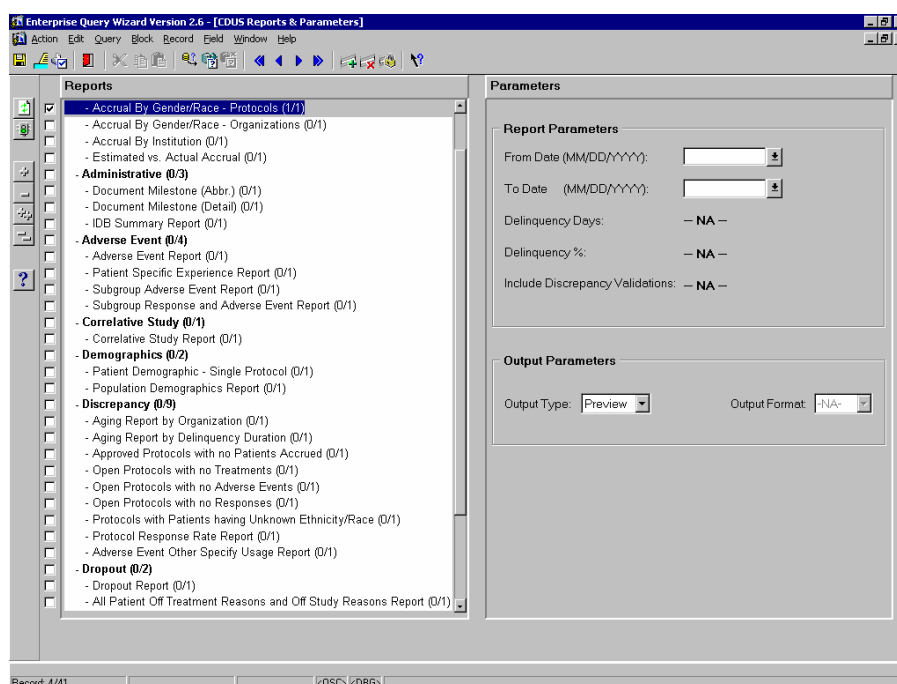 Enterprise Query Wizard Version 2.6 - [CDUS Reports & Parameters]
Action Edit Query Block Record Field Window Help
Reports
- Accrual By Gender/Race - Protocols (1/1)
- Accrual By Gender/Race - Organizations (0/1)
- Accrual By Institution (0/1)
- Estimated vs. Actual Accrual (0/1)
- Administrative (0/3)
- Document Milestone (Abbr.) (0/1)
- Document Milestone (Detail) (0/1)
- IDB Summary Report (0/1)
- Adverse Event (0/4)
- Adverse Event Report (0/1)
- Patient Specific Experience Report (0/1)
- Subgroup Adverse Event Report (0/1)
- Subgroup Response and Adverse Event Report (0/1)
- Correlative Study (0/1)
- Correlative Study Report (0/1)
- Demographics (0/2)
- Patient Demographic - Single Protocol (0/1)
- Population Demographics Report (0/1)
- Discrepancy (0/9)
- Aging Report by Organization (0/1)
- Aging Report by Delinquency Duration (0/1)
- Approved Protocols with no Patients Accrued (0/1)
- Open Protocols with no Treatments (0/1)
- Open Protocols with no Adverse Events (0/1)
- Open Protocols with no Responses (0/1)
- Protocols with Patients having Unknown Ethnicity/Race (0/1)
- Protocol Response Rate Report (0/1)
- Adverse Event Other Specify Usage Report (0/1)
- Dropout (0/2)
- Dropout Report (0/1)
- All Patient Off Treatment Reasons and Off Study Reasons Report (0/1)
Parameters
Report Parameters
From Date (MM/DD/YYYY):
To Date (MM/DD/YYYY):
Delinquency Days: -- NA --
Delinquency %: -- NA --
Include Discrepancy Validations: -- NA --
Output Parameters
Output Type: Preview Output Format: -NA-
Record: 4/41 <OSC> <DBG>